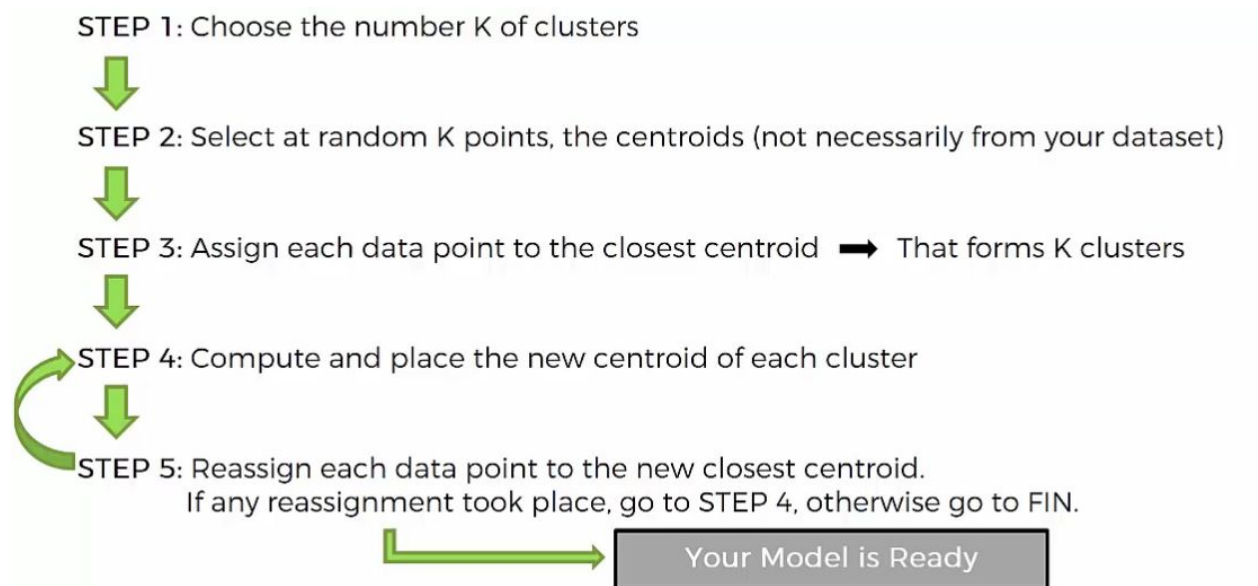 STEP 1: Choose the number K of clusters
STEP 2: Select at random K points, the centroids (not necessarily from your dataset)
STEP 3: Assign each data point to the closest centroid ➡ That forms K clusters
STEP 4: Compute and place the new centroid of each cluster
STEP 5: Reassign each data point to the new closest centroid.
If any reassignment took place, go to STEP 4, otherwise go to FIN.
Your Model is Ready